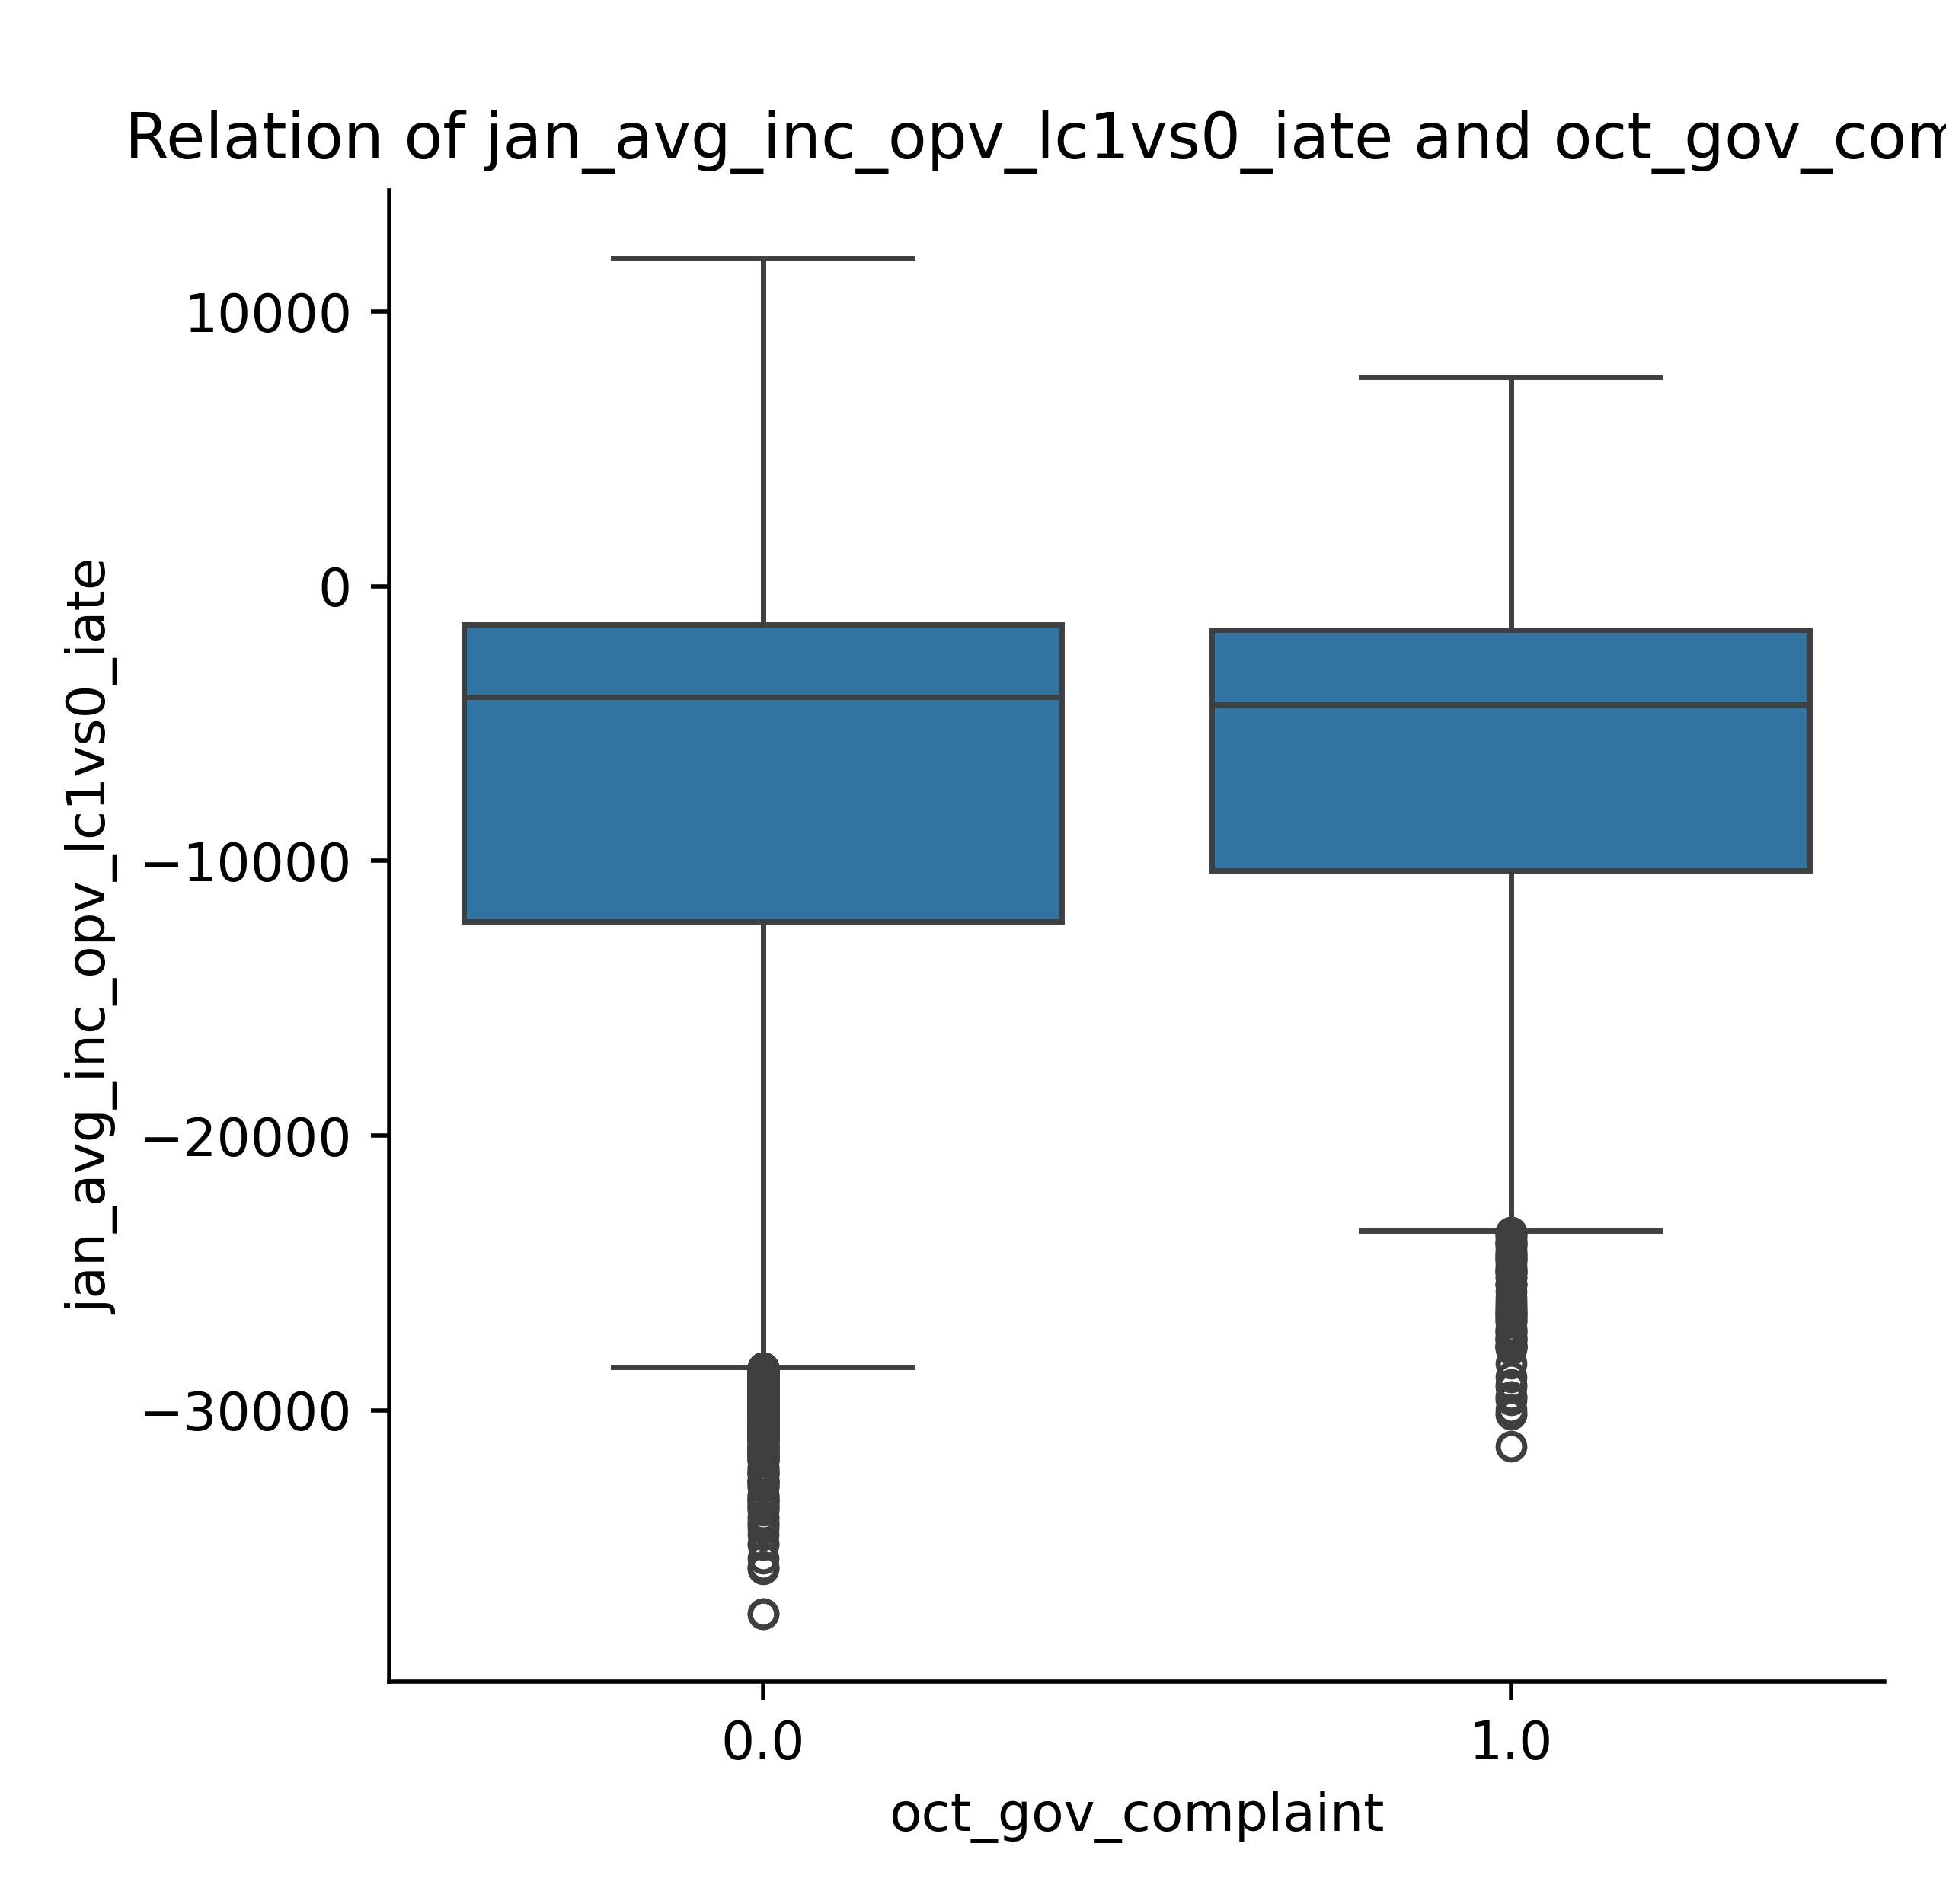 Relation of jan_avg_inc_opv_lc1vs0_iate and oct_gov_com
jan_avg_inc_opv_lc1vs0_iate
10000
0
−10000
−20000
−30000
0.0
1.0
oct_gov_complaint